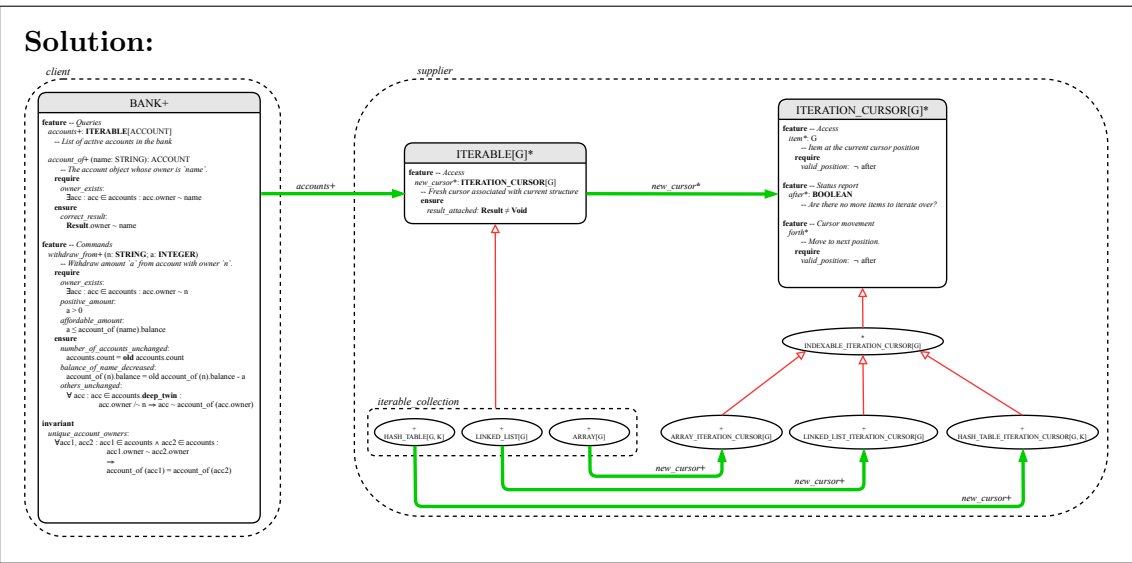 Solution:
client
supplier
BANK+
feature -- Queries
accounts+: ITERABLE[ACCOUNT]
-- List of active accounts in the bank
account_of+ (name: STRING): ACCOUNT
-- The account object whose owner is `name`.
require
owner_exists:
∃acc : acc ∈ accounts : acc.owner ~ name
ensure
correct_result:
Result.owner ~ name
feature -- Commands
withdraw_from+ (n: STRING; a: INTEGER)
-- Withdraw amount `a` from account with owner `n`.
require
owner_exists:
∃acc : acc ∈ accounts : acc.owner ~ n
positive_amount:
a > 0
affordable_amount:
a ≤ account_of (name).balance
ensure
number_of_accounts_unchanged:
accounts.count = old accounts.count
balance_of_name_decreased:
account_of (n).balance = old account_of (n).balance - a
others_unchanged:
∀ acc : acc ∈ accounts.deep_twin :
acc.owner /~ n ⇒ acc ~ account_of (acc.owner)
invariant
unique_account_owners:
∀acc1, acc2 : acc1 ∈ accounts ∧ acc2 ∈ accounts :
acc1.owner ~ acc2.owner
⇒
account_of (acc1) = account_of (acc2)
accounts+
ITERABLE[G]*
feature -- Access
new_cursor*: ITERATION_CURSOR[G]
-- Fresh cursor associated with current structure
ensure
result_attached: Result ≠ Void
new_cursor*
ITERATION_CURSOR[G]*
feature -- Access
item*: G
-- Item at the current cursor position
require
valid_position: ¬ after
feature -- Status report
after*: BOOLEAN
-- Are there no more items to iterate over?
feature -- Cursor movement
forth*
-- Move to next position.
require
valid_position: ¬ after
*
INDEXABLE_ITERATION_CURSOR[G]
iterable_collection
+
HASH_TABLE[G, K]
+
LINKED_LIST[G]
+
ARRAY[G]
+
ARRAY_ITERATION_CURSOR[G]
+
LINKED_LIST_ITERATION_CURSOR[G]
+
HASH_TABLE_ITERATION_CURSOR[G, K]
new_cursor+
new_cursor+
new_cursor+